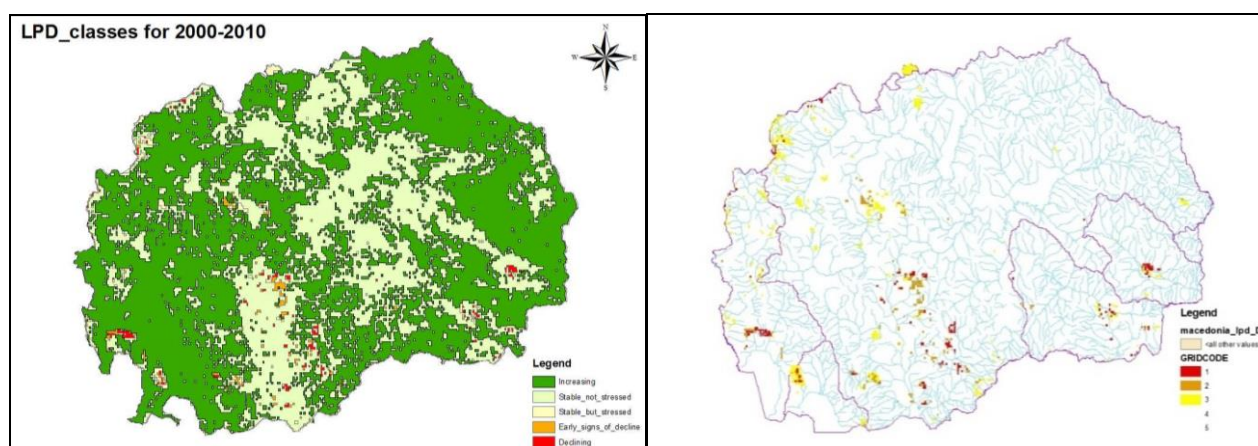 LPD_classes for 2000-2010
N
W
E
S
Legend
Increasing
Stable_not_stressed
Stable_but_stressed
Early_signs_of_decline
Declining
Legend
macedonia_lpd_D
<all other values>
GRIDCODE
1
2
3
4
5